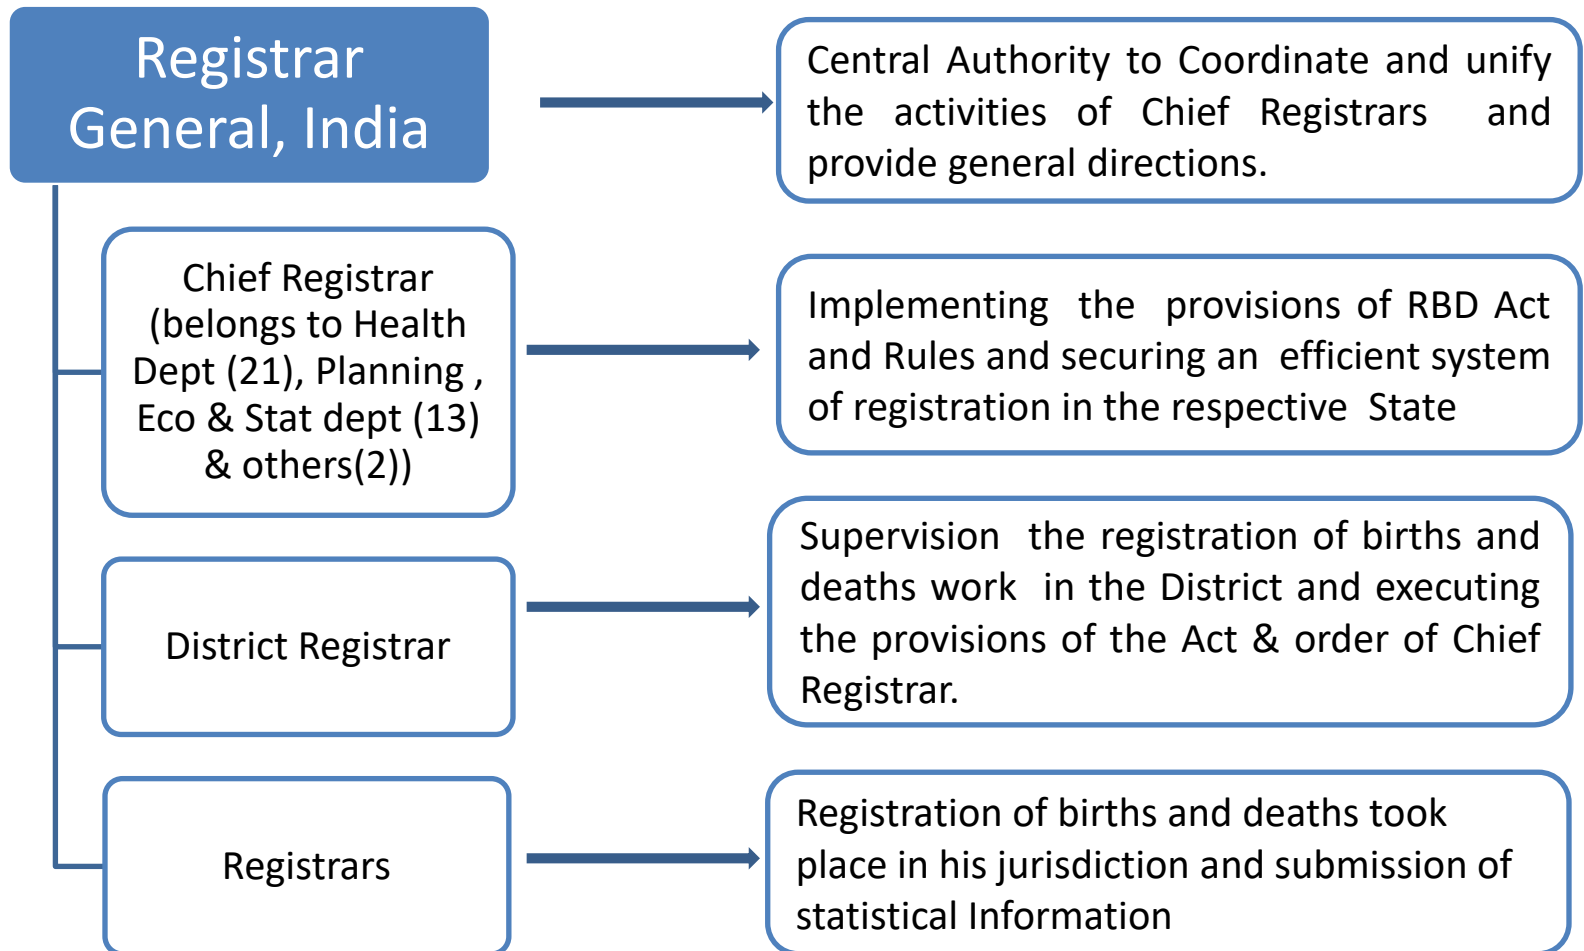 Registrar
General, India
Central Authority to Coordinate and unify
the activities of Chief Registrars and
provide general directions.
Chief Registrar
(belongs to Health
Dept (21), Planning ,
Eco & Stat dept (13)
& others(2))
Implementing the provisions of RBD Act
and Rules and securing an efficient system
of registration in the respective State
District Registrar
Supervision the registration of births and
deaths work in the District and executing
the provisions of the Act & order of Chief
Registrar.
Registrars
Registration of births and deaths took
place in his jurisdiction and submission of
statistical Information